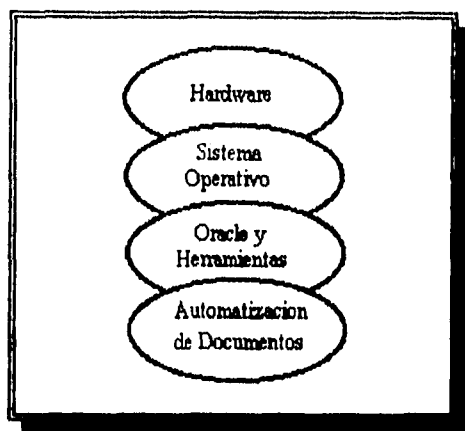 Hardware
Sistema
Operativo
Oracle y
Herramientas
Automatizacion
de Documentos